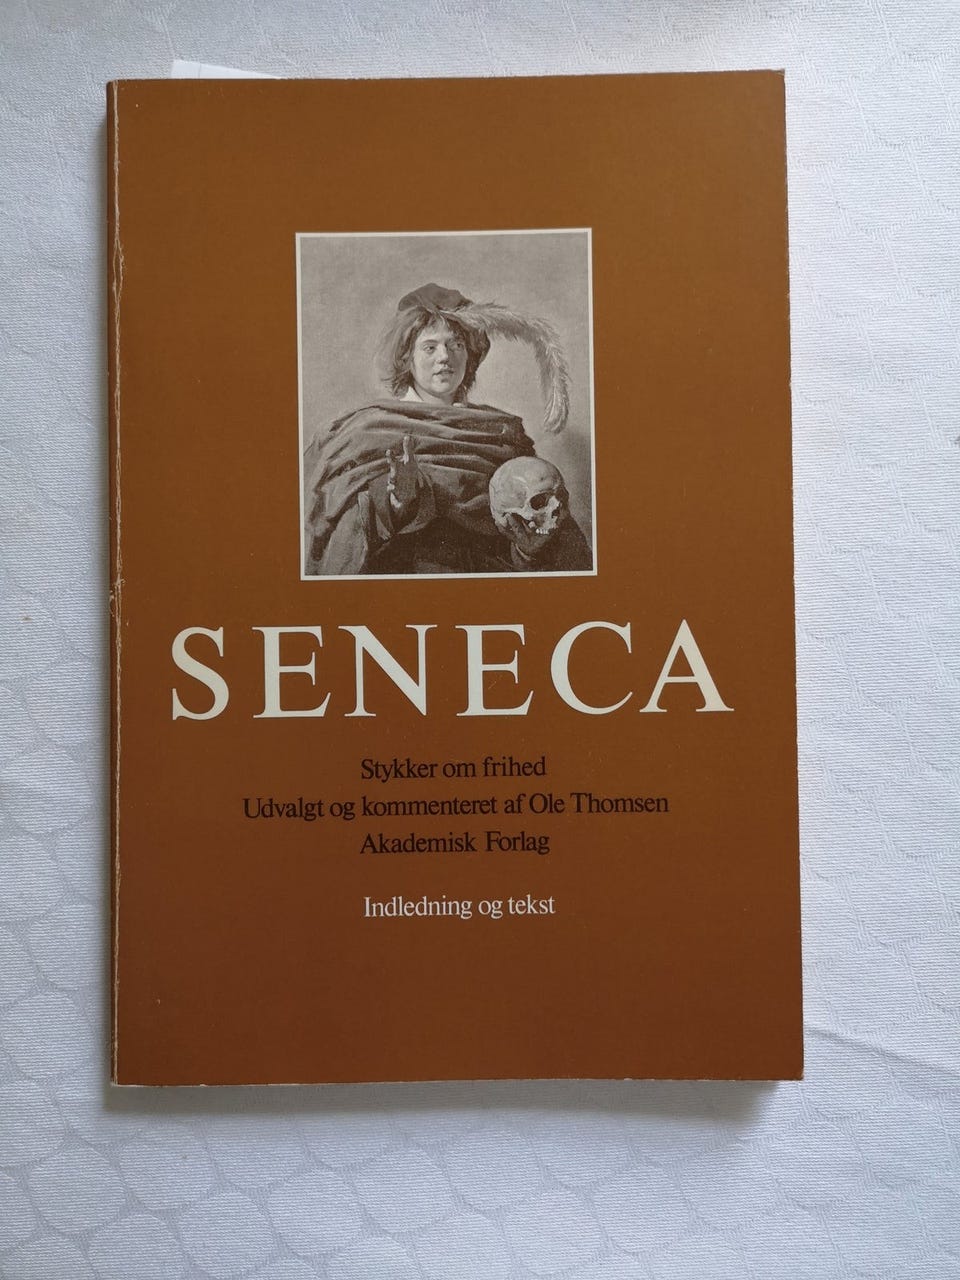 SENECA
Stykker om frihed
Udvalgt og kommenteret af Ole Thomsen
Akademisk Forlag
Indledning og tekst